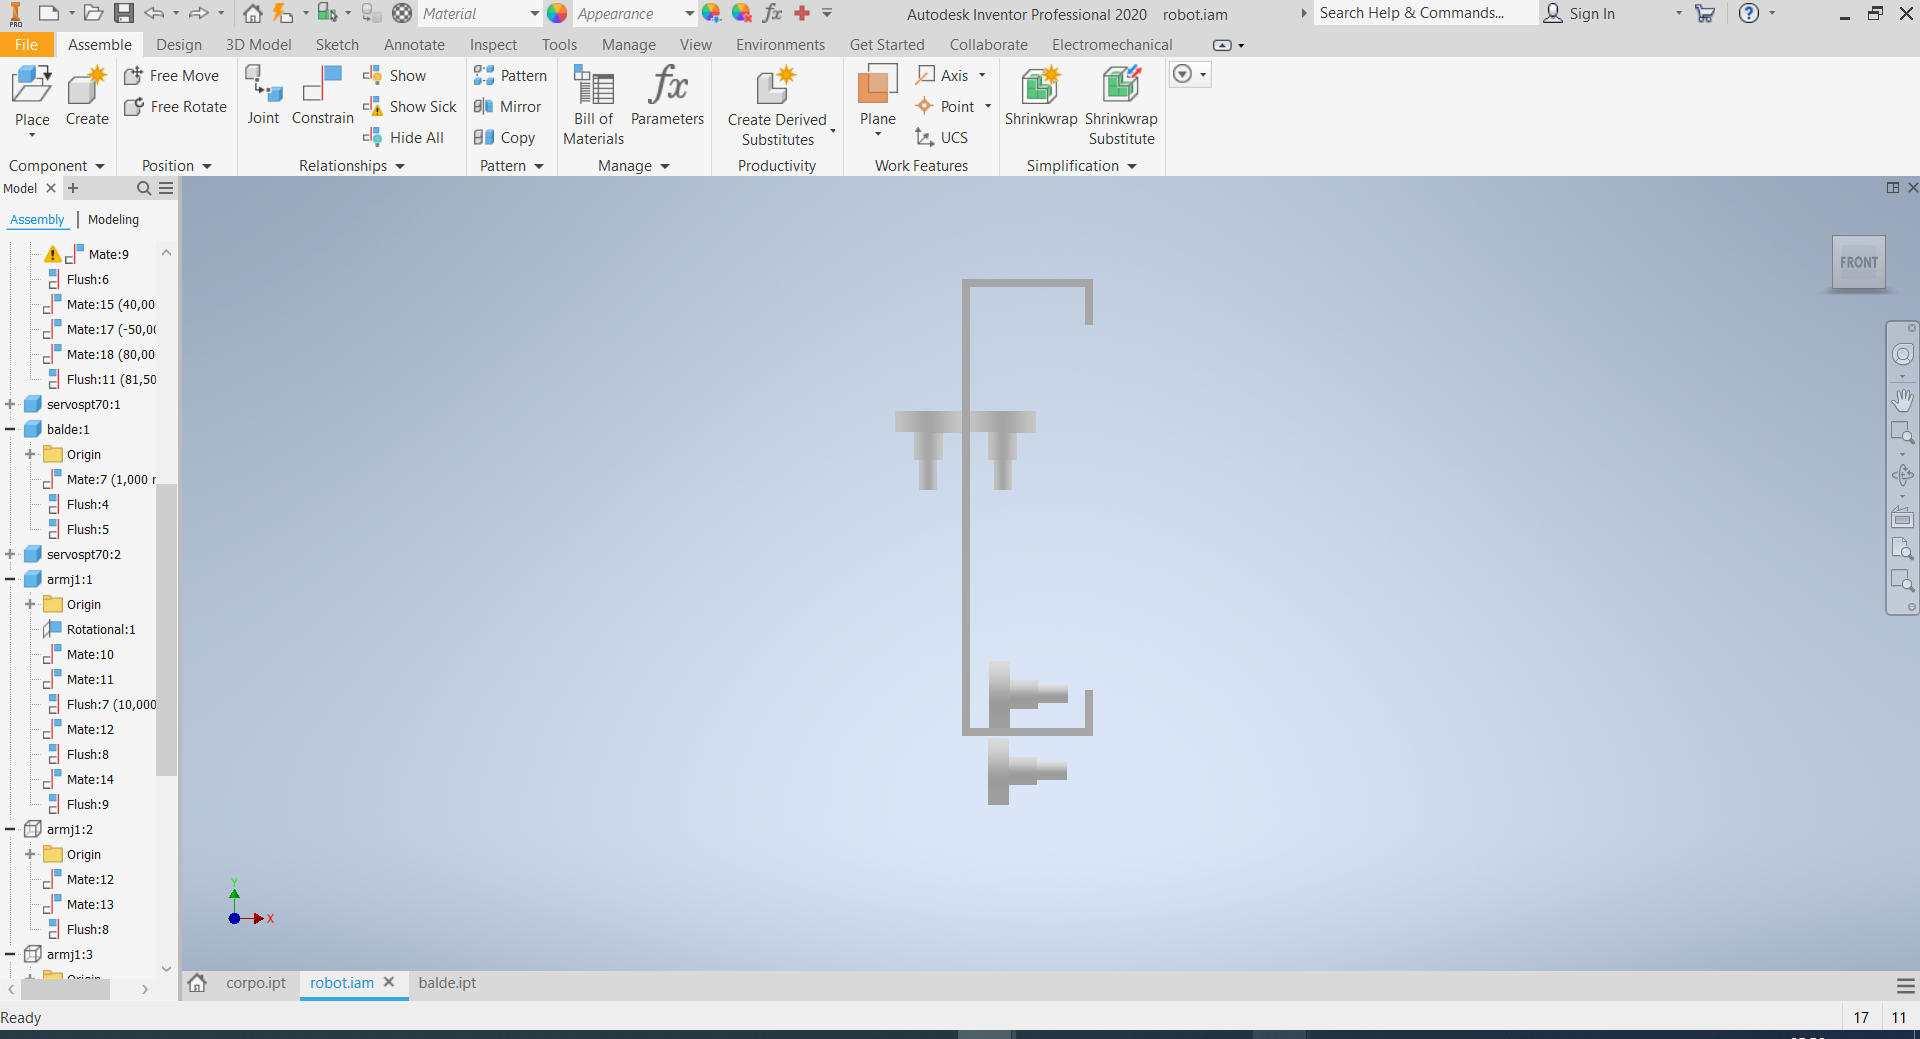 PRO
Material
Appearance
Autodesk Inventor Professional 2020 robot.iam
Search Help & Commands...
Sign In
File Assemble Design 3D Model Sketch Annotate Inspect Tools Manage View Environments Get Started Collaborate Electromechanical
Place
Create
Component
Free Move
Free Rotate
Position
Joint
Constrain
Show
Show Sick
Hide All
Relationships
Pattern
Mirror
Copy
Pattern
Bill of
Materials
fx
Parameters
Manage
Create Derived
Substitutes
Productivity
Plane
Axis
Point
UCS
Work Features
Shrinkwrap
Shrinkwrap
Substitute
Simplification
Model
Assembly | Modeling
Mate:9
Flush:6
Mate:15 (40,00
Mate:17 (-50,00
Mate:18 (80,00
Flush:11 (81,50
servospt70:1
balde:1
Origin
Mate:7 (1,000
Flush:4
Flush:5
servospt70:2
armj1:1
Origin
Rotational:1
Mate:10
Mate:11
Flush:7 (10,000
Mate:12
Flush:8
Mate:14
Flush:9
armj1:2
Origin
Mate:12
Mate:13
Flush:8
armj1:3
Origin
FRONT
Y
X
corpo.ipt
robot.iam
balde.ipt
Ready
17 11